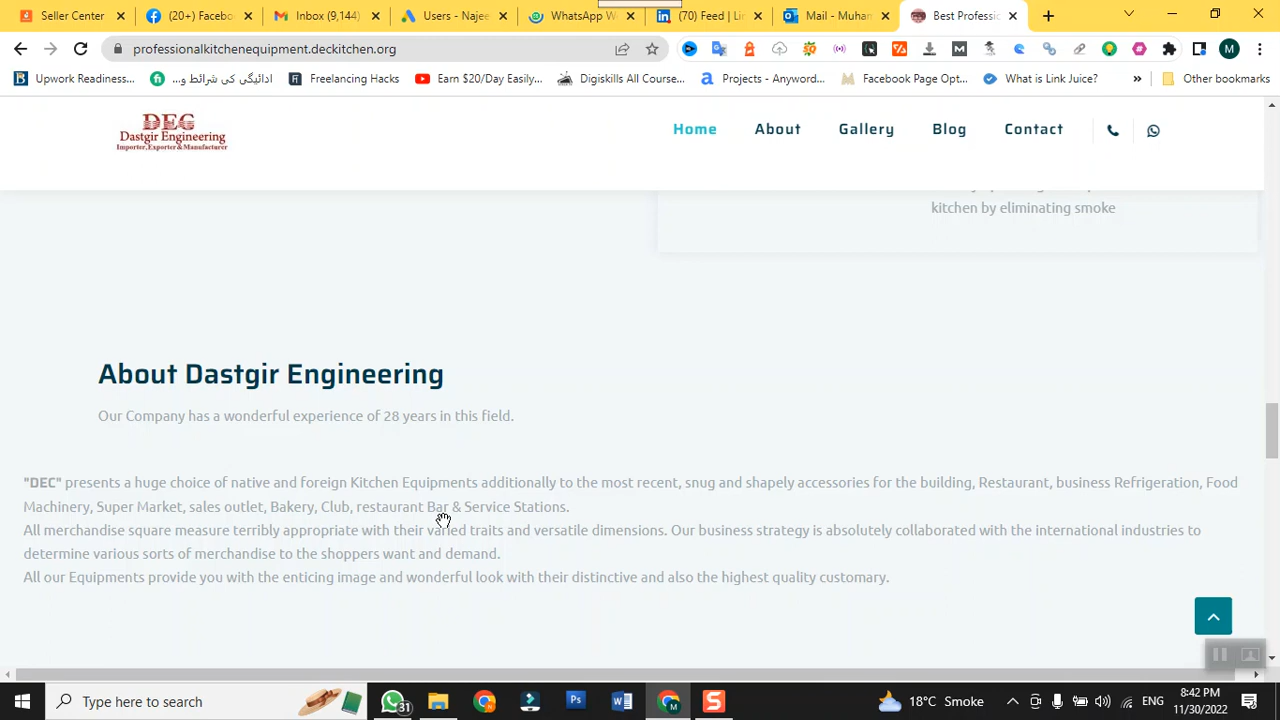 Seller Center
(20+) Facebo
Inbox (9,144)
Users - Najee
WhatsApp W
(70) Feed | Li
Mail - Muhan
Best Professio
professionalkitchenequipment.deckitchen.org
M
Upwork Readiness...
ادائیگی کی شرائط و...
Freelancing Hacks
Earn $20/Day Easily...
Digiskills All Course...
Projects - Anyword...
Facebook Page Opt...
What is Link Juice?
»
Other bookmarks
DEC
Dastgir Engineering
Importer,Exporter&Manufacturer
Home
About
Gallery
Blog
Contact
kitchen by eliminating smoke
About Dastgir Engineering
Our Company has a wonderful experience of 28 years in this field.
"DEC" presents a huge choice of native and foreign Kitchen Equipments additionally to the most recent, snug and shapely accessories for the building, Restaurant, business Refrigeration, Food
Machinery, Super Market, sales outlet, Bakery, Club, restaurant Bar & Service Stations.
All merchandise square measure terribly appropriate with their varied traits and versatile dimensions. Our business strategy is absolutely collaborated with the international industries to
determine various sorts of merchandise to the shoppers want and demand.
All our Equipments provide you with the enticing image and wonderful look with their distinctive and also the highest quality customary.
Type here to search
31
18°C Smoke
ENG
8:42 PM
11/30/2022